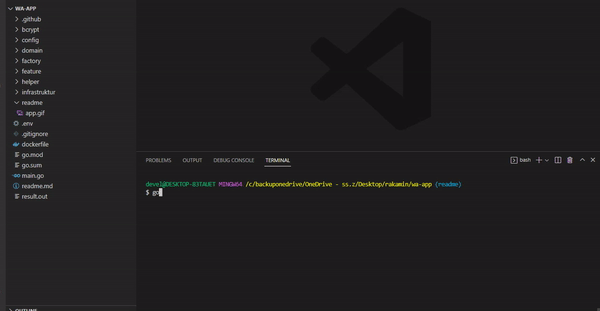 WA-APP
.github
bcrypt
config
domain
factory
feature
helper
infrastruktur
readme
app.gif
.env
.gitignore
dockerfile
go.mod
go.sum
main.go
readme.md
result.out
OUTLINE
PROBLEMS OUTPUT DEBUG CONSOLE TERMINAL
bash
devel@DESKTOP-B3TAUET MINGW64 /c/backuponedrive/OneDrive - ss.z/Desktop/rakamin/wa-app (readme)
$ go